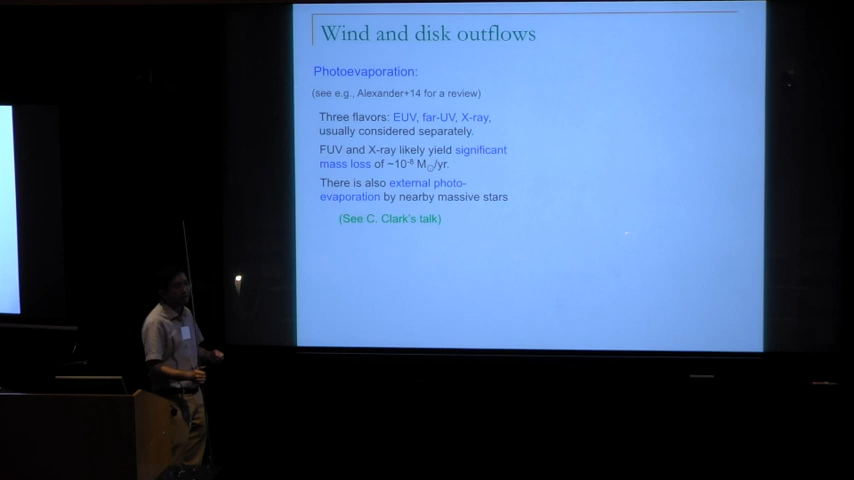 Wind and disk outflows
Photoevaporation:
(see e.g., Alexander+14 for a review)
Three flavors: EUV, far-UV, X-ray,
usually considered separately.
FUV and X-ray likely yield significant
mass loss of ~10⁻⁸ M☉/yr.
There is also external photo-
evaporation by nearby massive stars
(See C. Clark's talk)